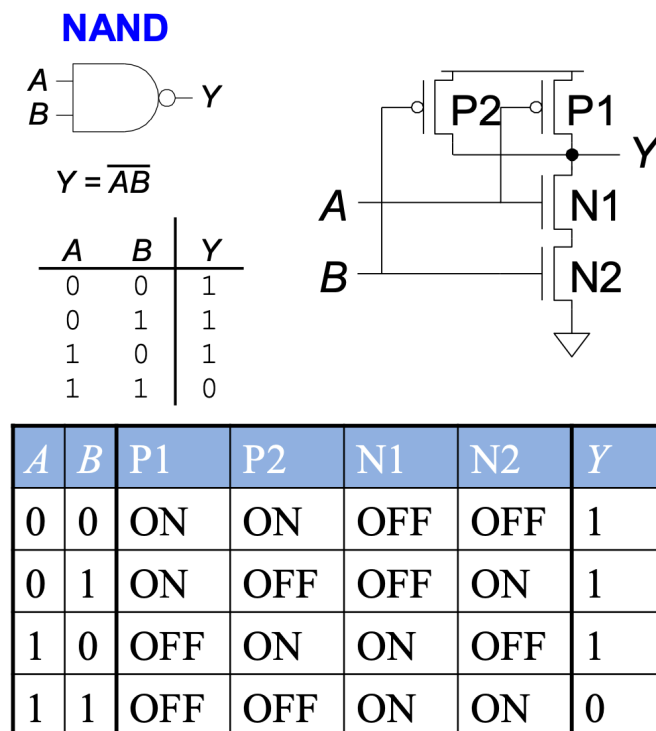 NAND
A
B
Y
Y = \overline{AB}
A B Y
0 0 1
0 1 1
1 0 1
1 1 0
P2 P1
Y
A N1
B N2
A B P1 P2 N1 N2 Y
0 0 ON ON OFF OFF 1
0 1 ON OFF OFF ON 1
1 0 OFF ON ON OFF 1
1 1 OFF OFF ON ON 0